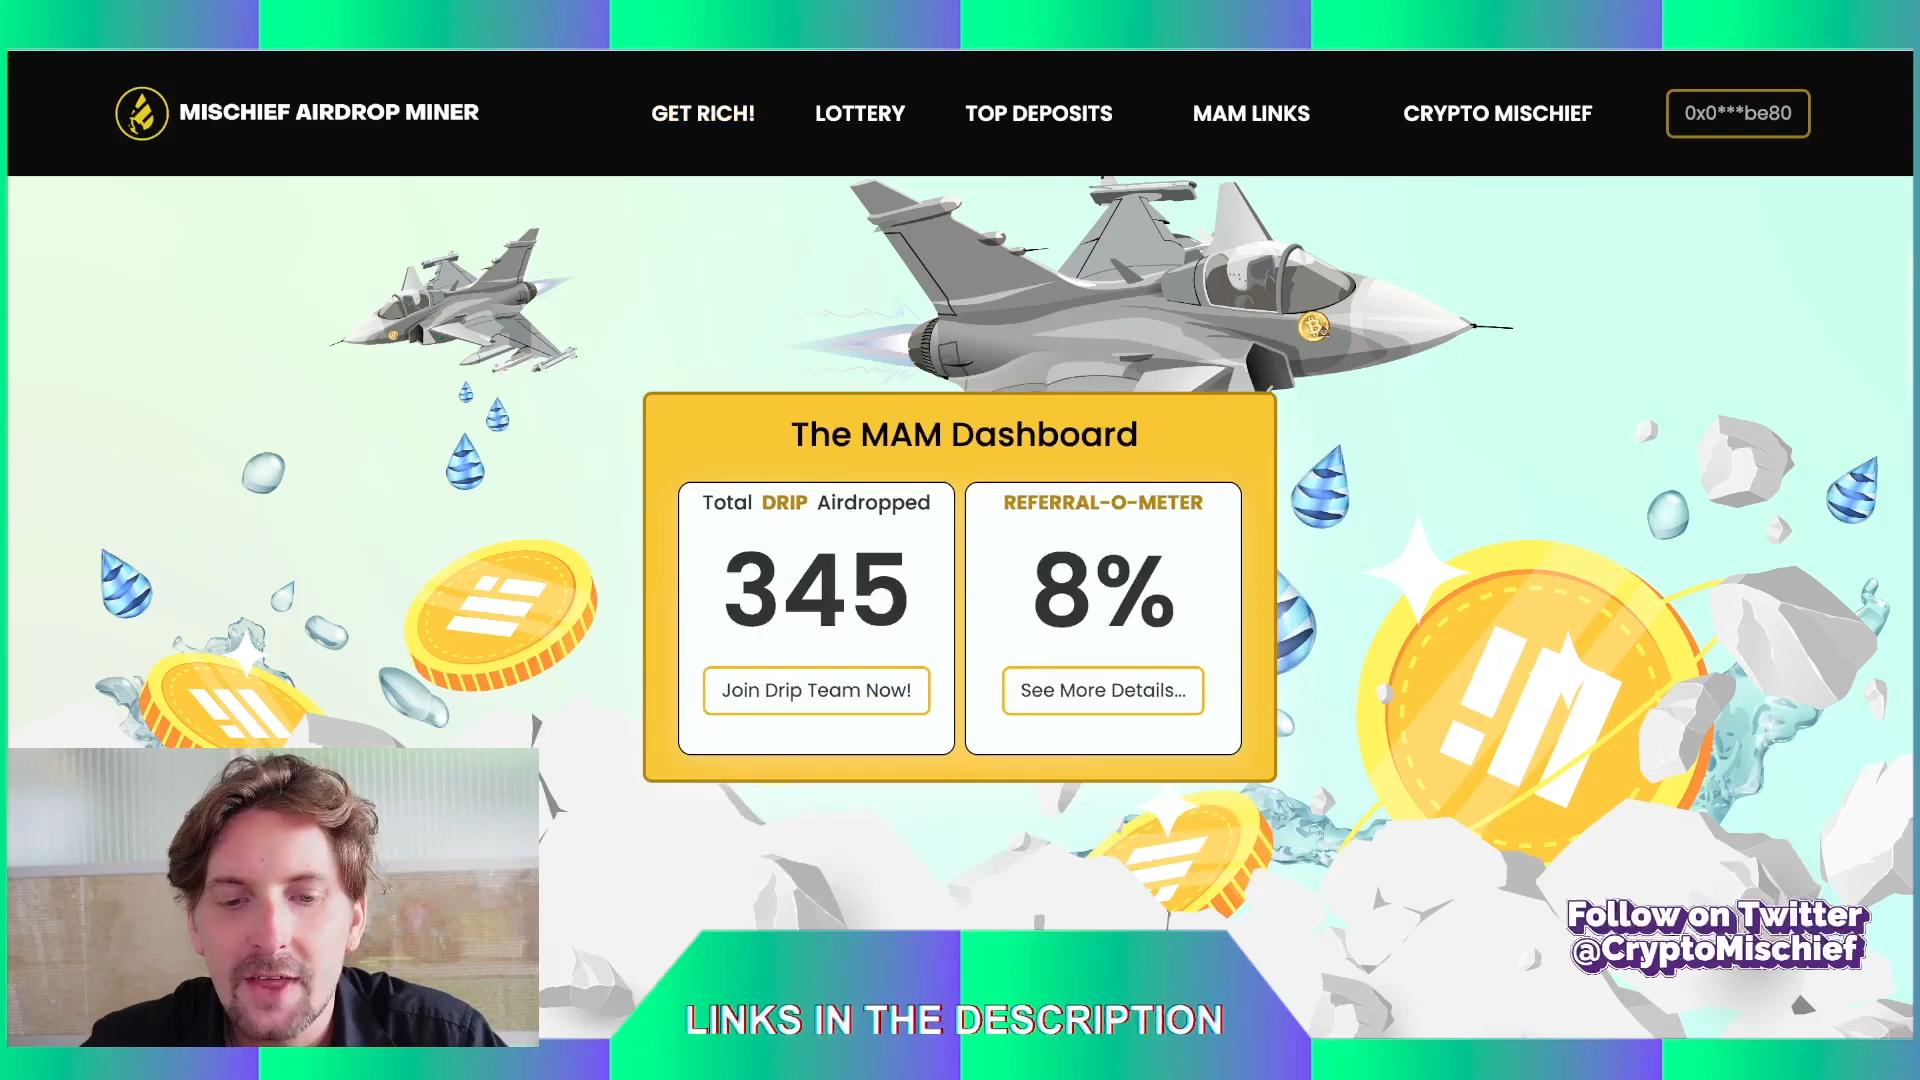 MISCHIEF AIRDROP MINER
GET RICH!
LOTTERY
TOP DEPOSITS
MAM LINKS
CRYPTO MISCHIEF
0x0***be80
The MAM Dashboard
Total DRIP Airdropped
345
Join Drip Team Now!
REFERRAL-O-METER
8%
See More Details...
Follow on Twitter
@CryptoMischief
LINKS IN THE DESCRIPTION